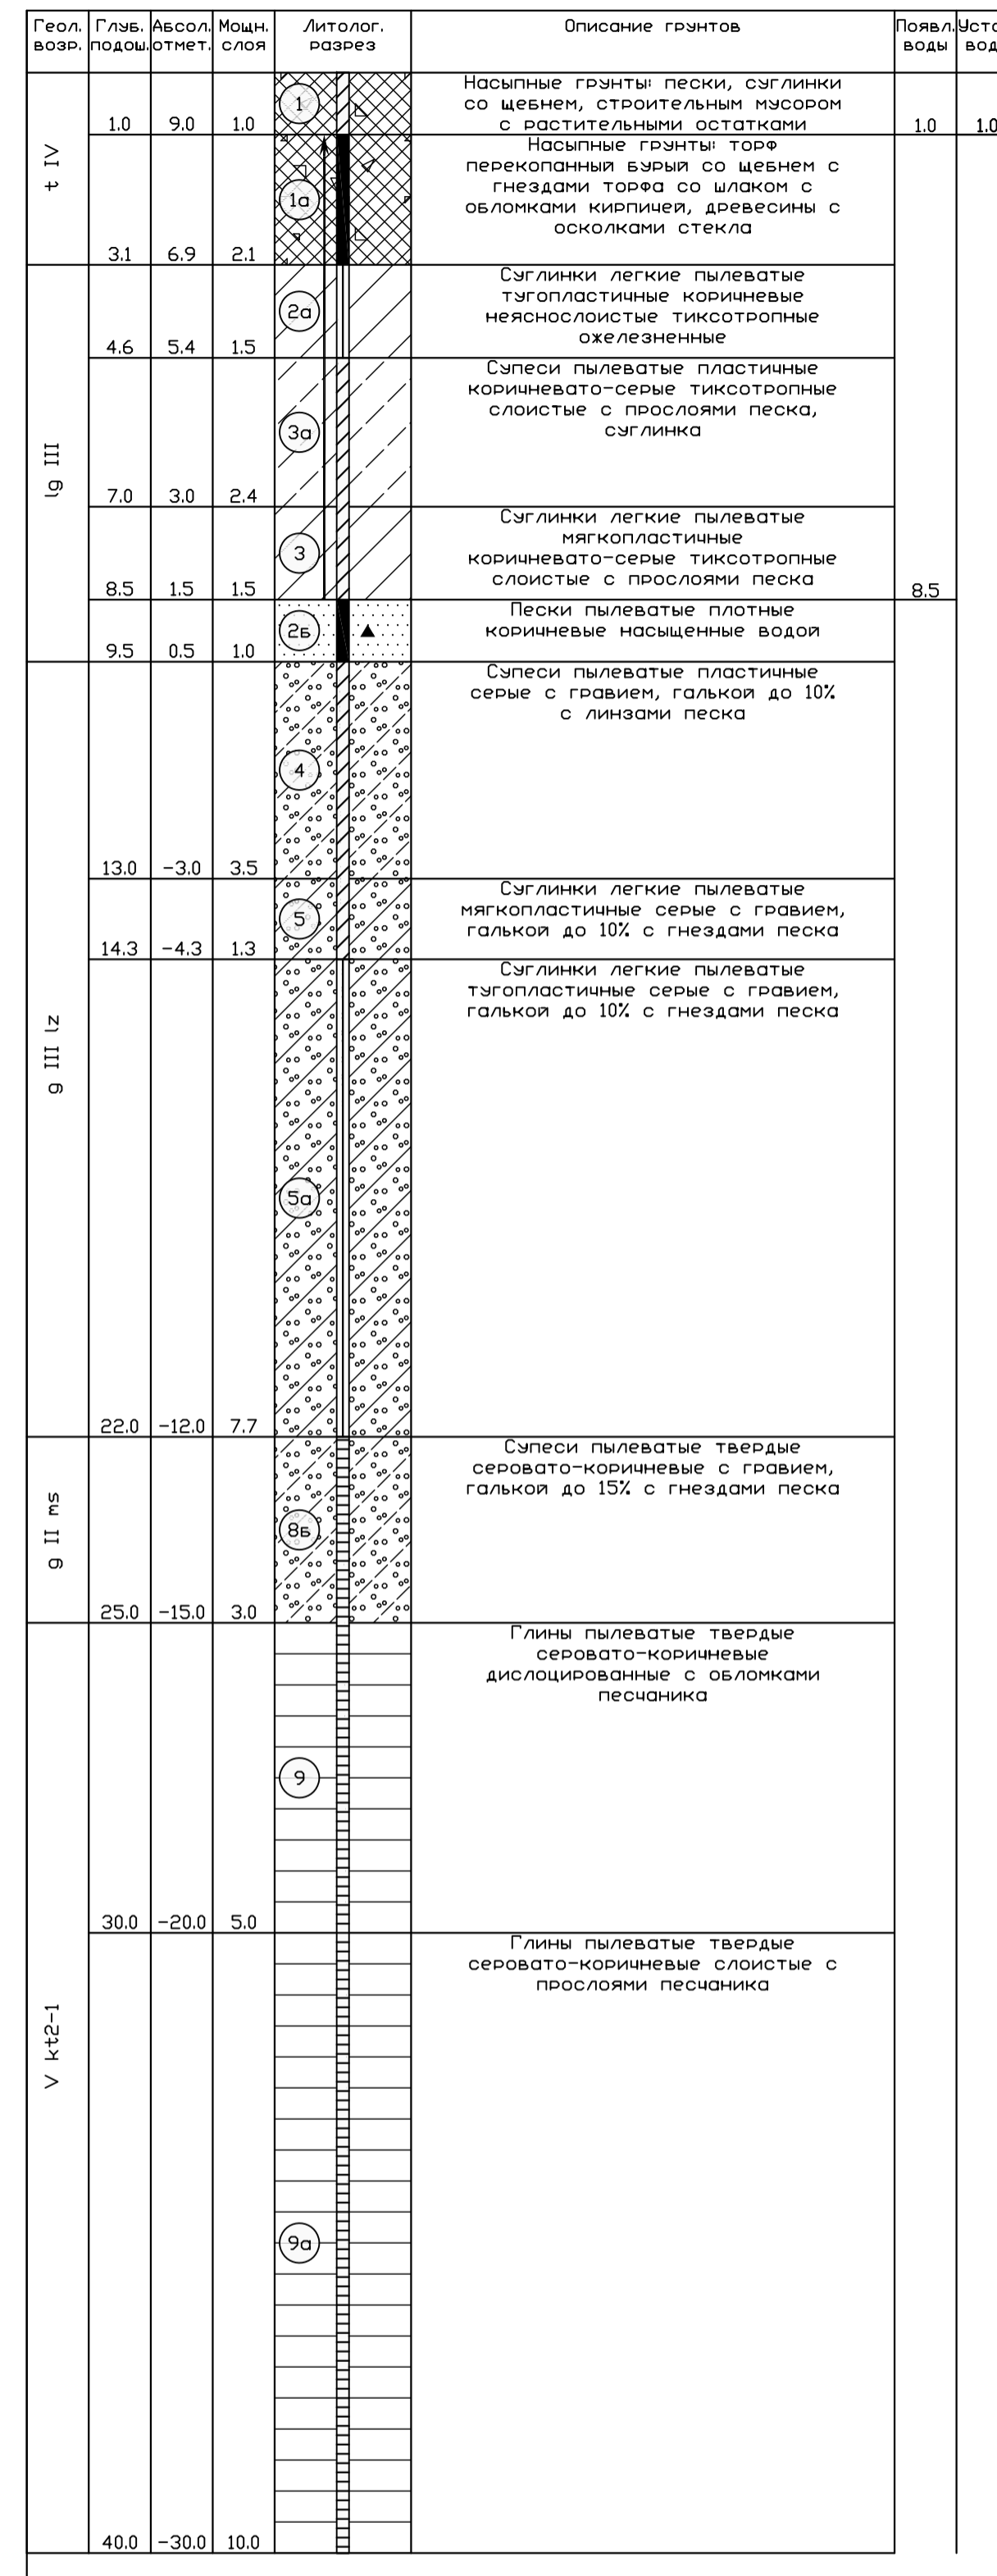 Геол. Глуб. Абсол. Мощн. Литолог. Описание грунтов Появл.
возр. подош. отмет. слоя разрез воды
t IV
1
Насыпные грунты: пески, суглинки
со щебнем, строительным мусором
1.0 9.0 1.0 с растительными остатками 1.0 1.0
1а
Насыпные грунты: торф
перекопанный бурый со щебнем с
гнездами торфа со шлаком с
обломками кирпичей, древесины с
осколками стекла
3.1 6.9 2.1
lg III
2а
Суглинки легкие пылеватые
тугопластичные коричневые
неяснослоистые тиксотропные
ожелезненные
4.6 5.4 1.5
3а
Супеси пылеватые пластичные
коричневато-серые тиксотропные
слоистые с прослоями песка,
суглинка
7.0 3.0 2.4
3
Суглинки легкие пылеватые
мягкопластичные
коричневато-серые тиксотропные
слоистые с прослоями песка
8.5 1.5 1.5 8.5
2б
Пески пылеватые плотные
коричневые насыщенные водой
9.5 0.5 1.0
g III lz
4
Супеси пылеватые пластичные
серые с гравием, галькой до 10%
с линзами песка
13.0 -3.0 3.5
5
Суглинки легкие пылеватые
мягкопластичные серые с гравием,
галькой до 10% с гнездами песка
14.3 -4.3 1.3
5а
Суглинки легкие пылеватые
тугопластичные серые с гравием,
галькой до 10% с гнездами песка
22.0 -12.0 7.7
g II ms
8б
Супеси пылеватые твердые
серовато-коричневые с гравием,
галькой до 15% с гнездами песка
25.0 -15.0 3.0
V kt2-1
9
Глины пылеватые твердые
серовато-коричневые
дислоцированные с обломками
песчаника
30.0 -20.0 5.0
9а
Глины пылеватые твердые
серовато-коричневые слоистые с
прослоями песчаника
40.0 -30.0 10.0